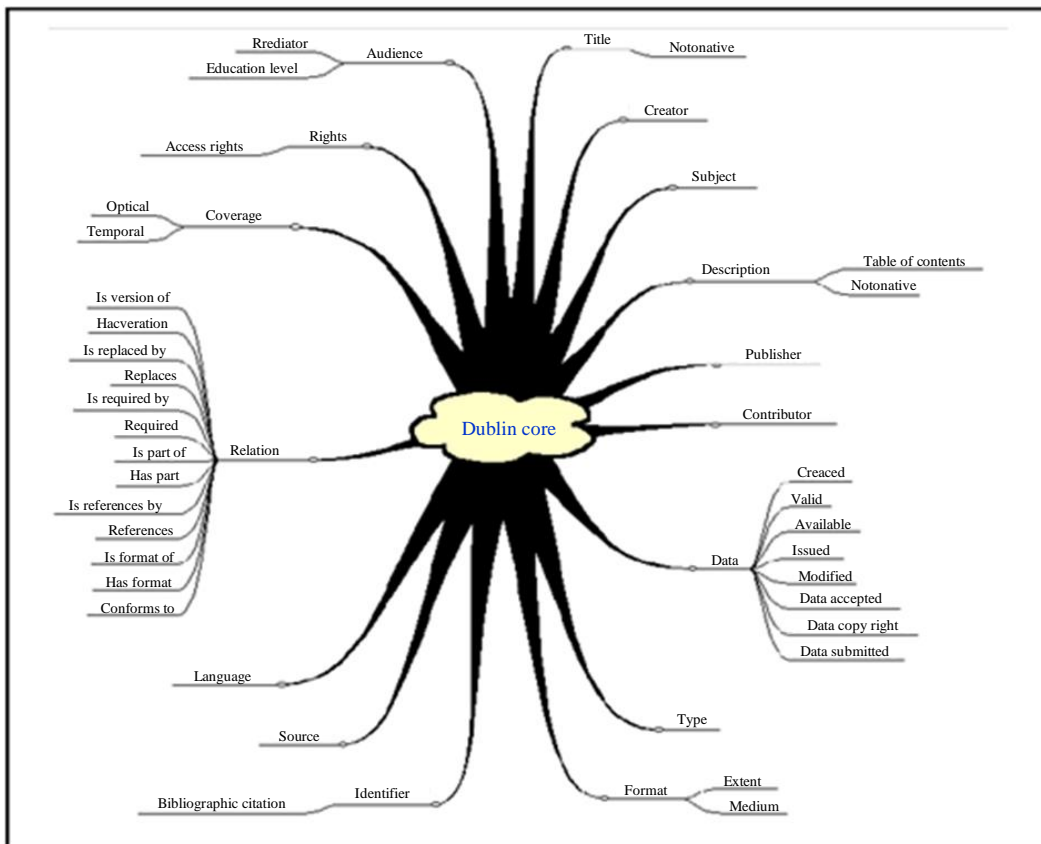 Title
Notonative
Creator
Subject
Description
Table of contents
Notonative
Publisher
Contributor
Data
Creaced
Valid
Available
Issued
Modified
Data accepted
Data copy right
Data submitted
Type
Format
Extent
Medium
Dublin core
Audience
Rrediator
Education level
Rights
Access rights
Coverage
Optical
Temporal
Relation
Is version of
Hacveration
Is replaced by
Replaces
Is required by
Required
Is part of
Has part
Is references by
References
Is format of
Has format
Conforms to
Language
Source
Identifier
Bibliographic citation